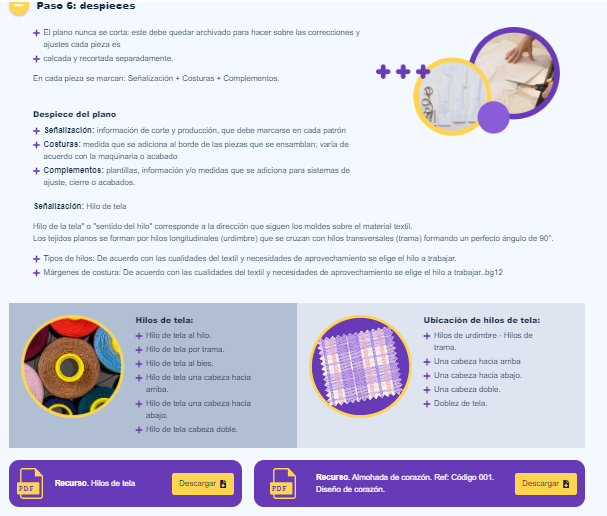 Paso 6: despieces
El plano nunca se corta: este debe quedar archivado para hacer sobre las correcciones y
ajustes cada pieza es
calcada y recortada separadamente.
En cada pieza se marcan: Señalización + Costuras + Complementos.
Despiece del plano
Señalización: información de corte y producción, que debe marcarse en cada patrón
Costuras: medida que se adiciona al borde de las piezas que se ensamblan; varía de
acuerdo con la maquinaria o acabado
Complementos: plantillas, información y/o medidas que se adiciona para sistemas de
ajuste, cierre o acabados.
Señalización: Hilo de tela
Hilo de la tela" o "sentido del hilo" corresponde a la dirección que siguen los moldes sobre el material textil.
Los tejidos planos se forman por hilos longitudinales (urdimbre) que se cruzan con hilos transversales (trama) formando un perfecto ángulo de 90°.
Tipos de hilos: De acuerdo con las cualidades del textil y necesidades de aprovechamiento se elige el hilo a trabajar.
Márgenes de costura: De acuerdo con las cualidades del textil y necesidades de aprovechamiento se elige el hilo a trabajar..bg12
Hilos de tela:
Hilo de tela al hilo.
Hilo de tela por trama.
Hilo de tela al bies.
Hilo de tela una cabeza hacia
arriba.
Hilo de tela una cabeza hacia
abajo.
Hilo de tela cabeza doble.
Ubicación de hilos de tela:
Hilos de urdimbre - Hilos de
trama.
Una cabeza hacia arriba
Una cabeza hacia abajo.
Una cabeza doble.
Doblez de tela.
PDF
Recurso. Hilos de tela
Descargar
PDF
Recurso. Almohada de corazón. Ref: Código 001.
Diseño de corazón.
Descargar